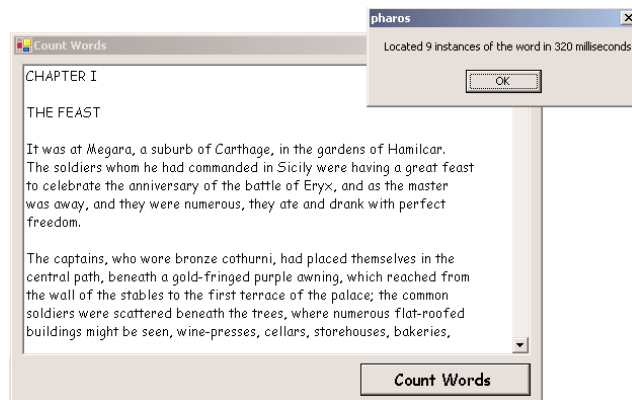 pharos
Located 9 instances of the word in 320 milliseconds
OK
Count Words
CHAPTER I
THE FEAST
It was at Megara, a suburb of Carthage, in the gardens of Hamilcar.
The soldiers whom he had commanded in Sicily were having a great feast
to celebrate the anniversary of the battle of Eryx, and as the master
was away, and they were numerous, they ate and drank with perfect
freedom.
The captains, who wore bronze cothurni, had placed themselves in the
central path, beneath a gold-fringed purple awning, which reached from
the wall of the stables to the first terrace of the palace; the common
soldiers were scattered beneath the trees, where numerous flat-roofed
buildings might be seen, wine-presses, cellars, storehouses, bakeries,
Count Words